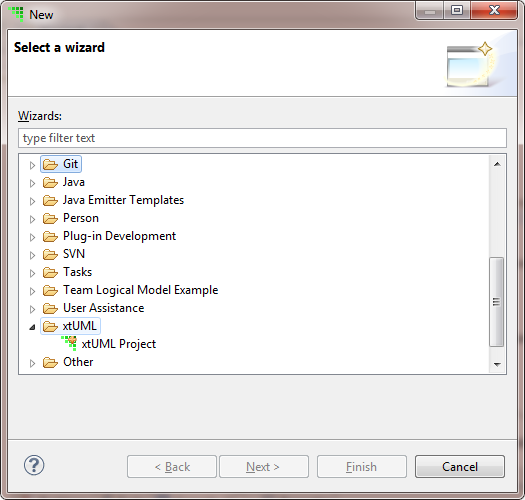 New
Select a wizard
Wizards:
type filter text
Git
Java
Java Emitter Templates
Person
Plug-in Development
SVN
Tasks
Team Logical Model Example
User Assistance
xtUML
xtUML Project
Other
?
< Back
Next >
Finish
Cancel